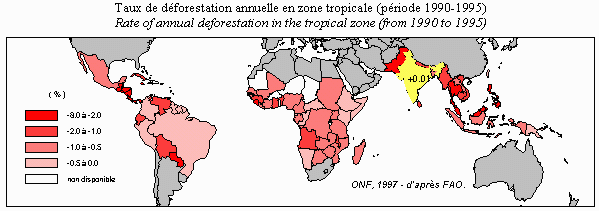 Taux de déforestation annuelle en zone tropicale (période 1990-1995)
Rate of annual deforestation in the tropical zone (from 1990 to 1995)
+0.01
( % )
-8.0 à -2.0
-2.0 à -1.0
-1.0 à -0.5
-0.5 à 0.0
non disponible
ONF, 1997 - d'après FAO.